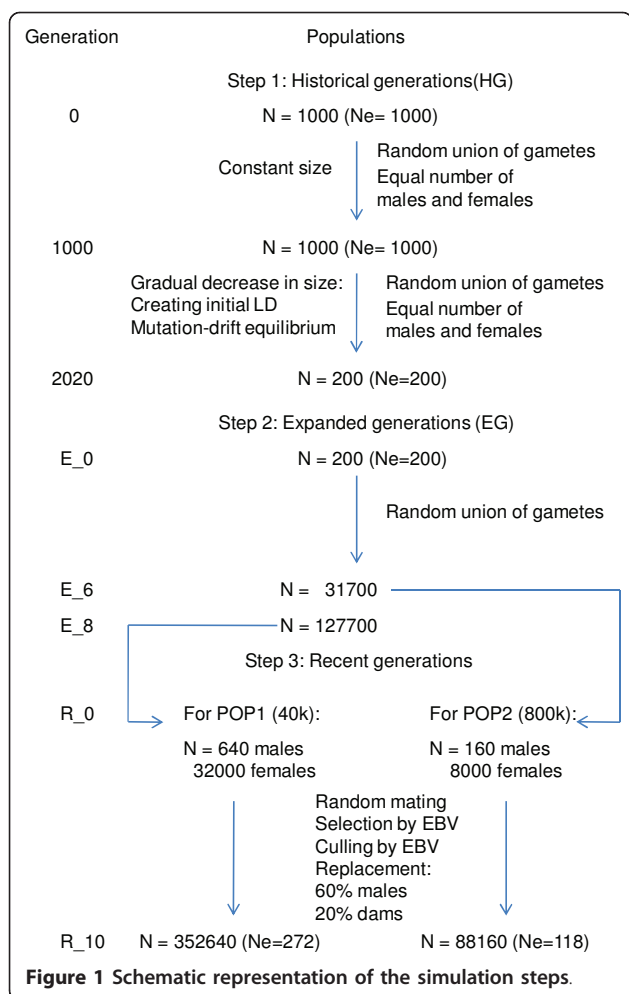 Generation Populations
Step 1: Historical generations(HG)
0 N = 1000 (Ne= 1000)
Constant size
Random union of gametes
Equal number of
males and females
1000 N = 1000 (Ne= 1000)
Gradual decrease in size:
Creating initial LD
Mutation-drift equilibrium
Random union of gametes
Equal number of
males and females
2020 N = 200 (Ne=200)
Step 2: Expanded generations (EG)
E_0 N = 200 (Ne=200)
Random union of gametes
E_6 N = 31700
E_8 N = 127700
Step 3: Recent generations
R_0 For POP1 (40k): For POP2 (800k):
N = 640 males N = 160 males
32000 females 8000 females
Random mating
Selection by EBV
Culling by EBV
Replacement:
60% males
20% dams
R_10 N = 352640 (Ne=272) N = 88160 (Ne=118)
Figure 1 Schematic representation of the simulation steps.